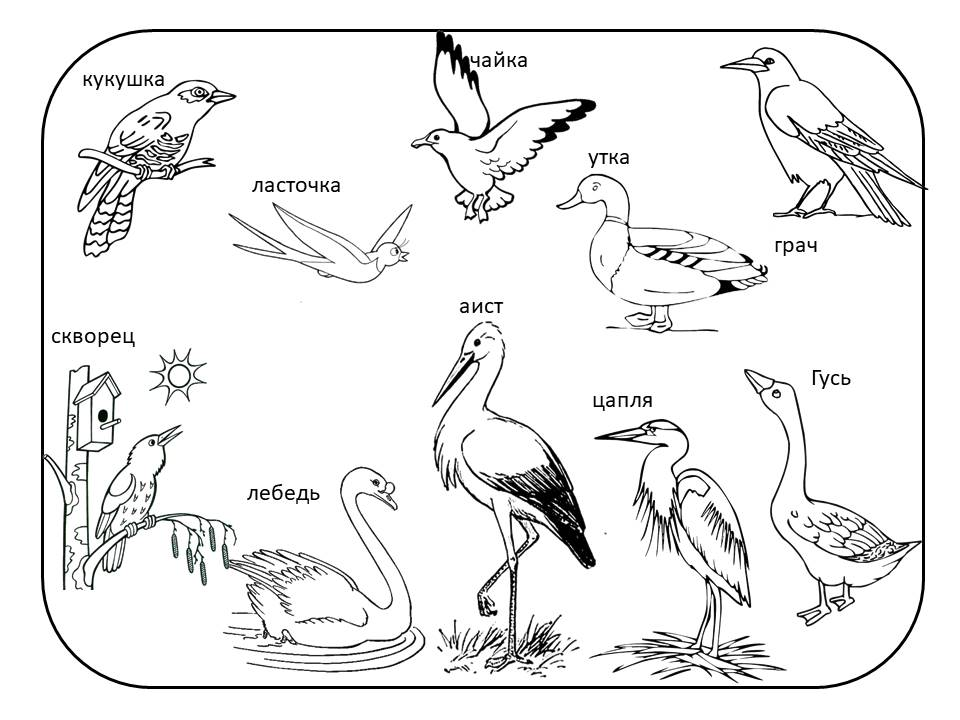 кукушка
чайка
ласточка
утка
грач
аист
скворец
цапля
Гусь
лебедь